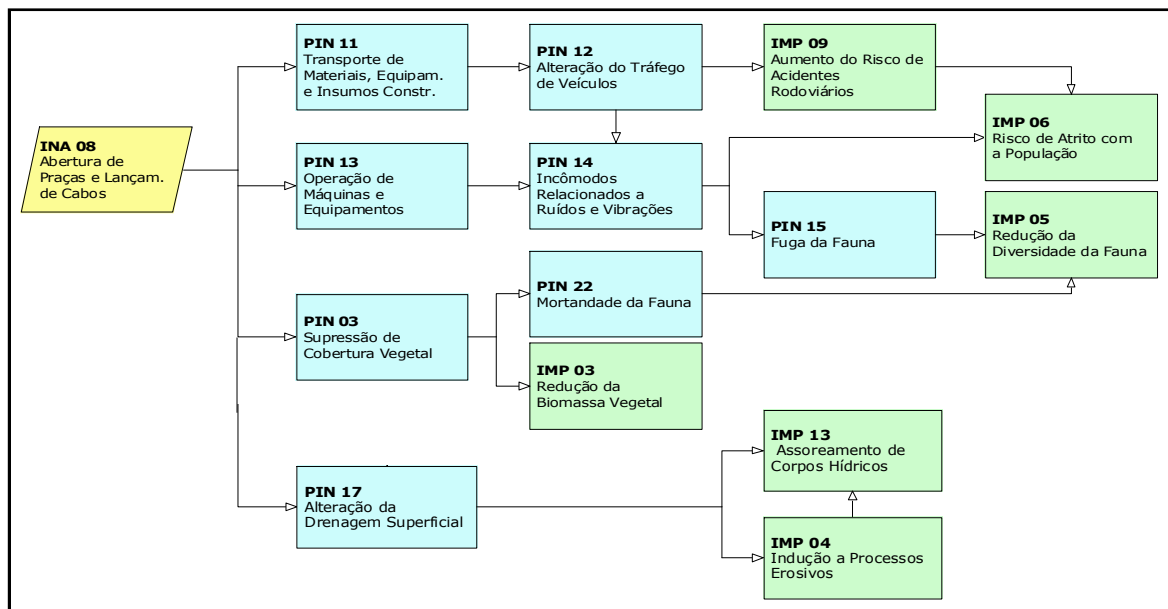 INA 08
Abertura de
Praças e Lançam.
de Cabos
PIN 11
Transporte de
Materiais, Equipam.
e Insumos Constr.
PIN 12
Alteração do Tráfego
de Veículos
IMP 09
Aumento do Risco de
Acidentes
Rodoviários
IMP 06
Risco de Atrito com
a População
PIN 13
Operação de
Máquinas e
Equipamentos
PIN 14
Incômodos
Relacionados a
Ruídos e Vibrações
PIN 15
Fuga da Fauna
IMP 05
Redução da
Diversidade da Fauna
PIN 03
Supressão de
Cobertura Vegetal
PIN 22
Mortandade da Fauna
IMP 03
Redução da
Biomassa Vegetal
PIN 17
Alteração da
Drenagem Superficial
IMP 13
Assoreamento de
Corpos Hídricos
IMP 04
Indução a Processos
Erosivos